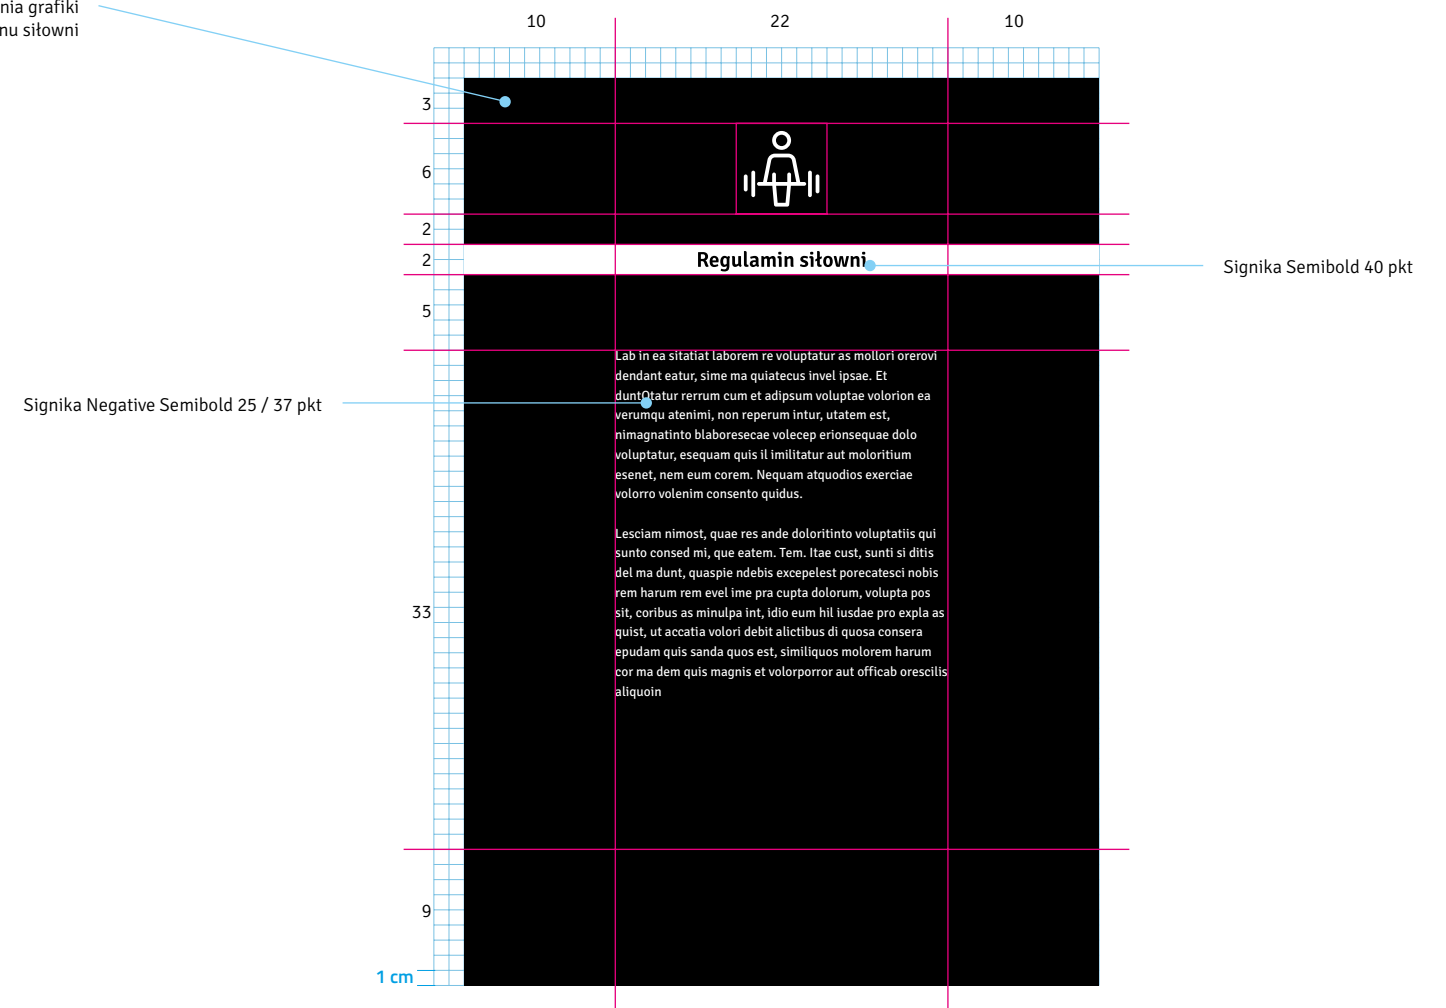 nia grafiki
nu siłowni
10
22
10
3
6
2
2
5
33
9
1 cm
Regulamin siłowni
Signika Semibold 40 pkt
Signika Negative Semibold 25 / 37 pkt
Lab in ea sitatiat laborem re voluptatur as mollori orerovi
dendant eatur, sime ma quiatecus invel ipsae. Et
duntOtatur rerrum cum et adipsum voluptae volorion ea
verumqu atenimi, non reperum intur, utatem est,
nimagnatinto blaboresecae volecep erionsequae dolo
voluptatur, esequam quis il imilitatur aut moloritium
esenet, nem eum corem. Nequam atquodios exerciae
volorro volenim consento quidus.
Lesciam nimost, quae res ande doloritinto voluptatiis qui
sunto consed mi, que eatem. Tem. Itae cust, sunti si ditis
del ma dunt, quaspie ndebis excepelest porecatesci nobis
rem harum rem evel ime pra cupta dolorum, volupta pos
sit, coribus as minulpa int, idio eum hil iusdae pro expla as
quist, ut accatia volori debit alictibus di quosa consera
epudam quis sanda quos est, similiquos molorem harum
cor ma dem quis magnis et volorporror aut officab orescilis
aliquoin